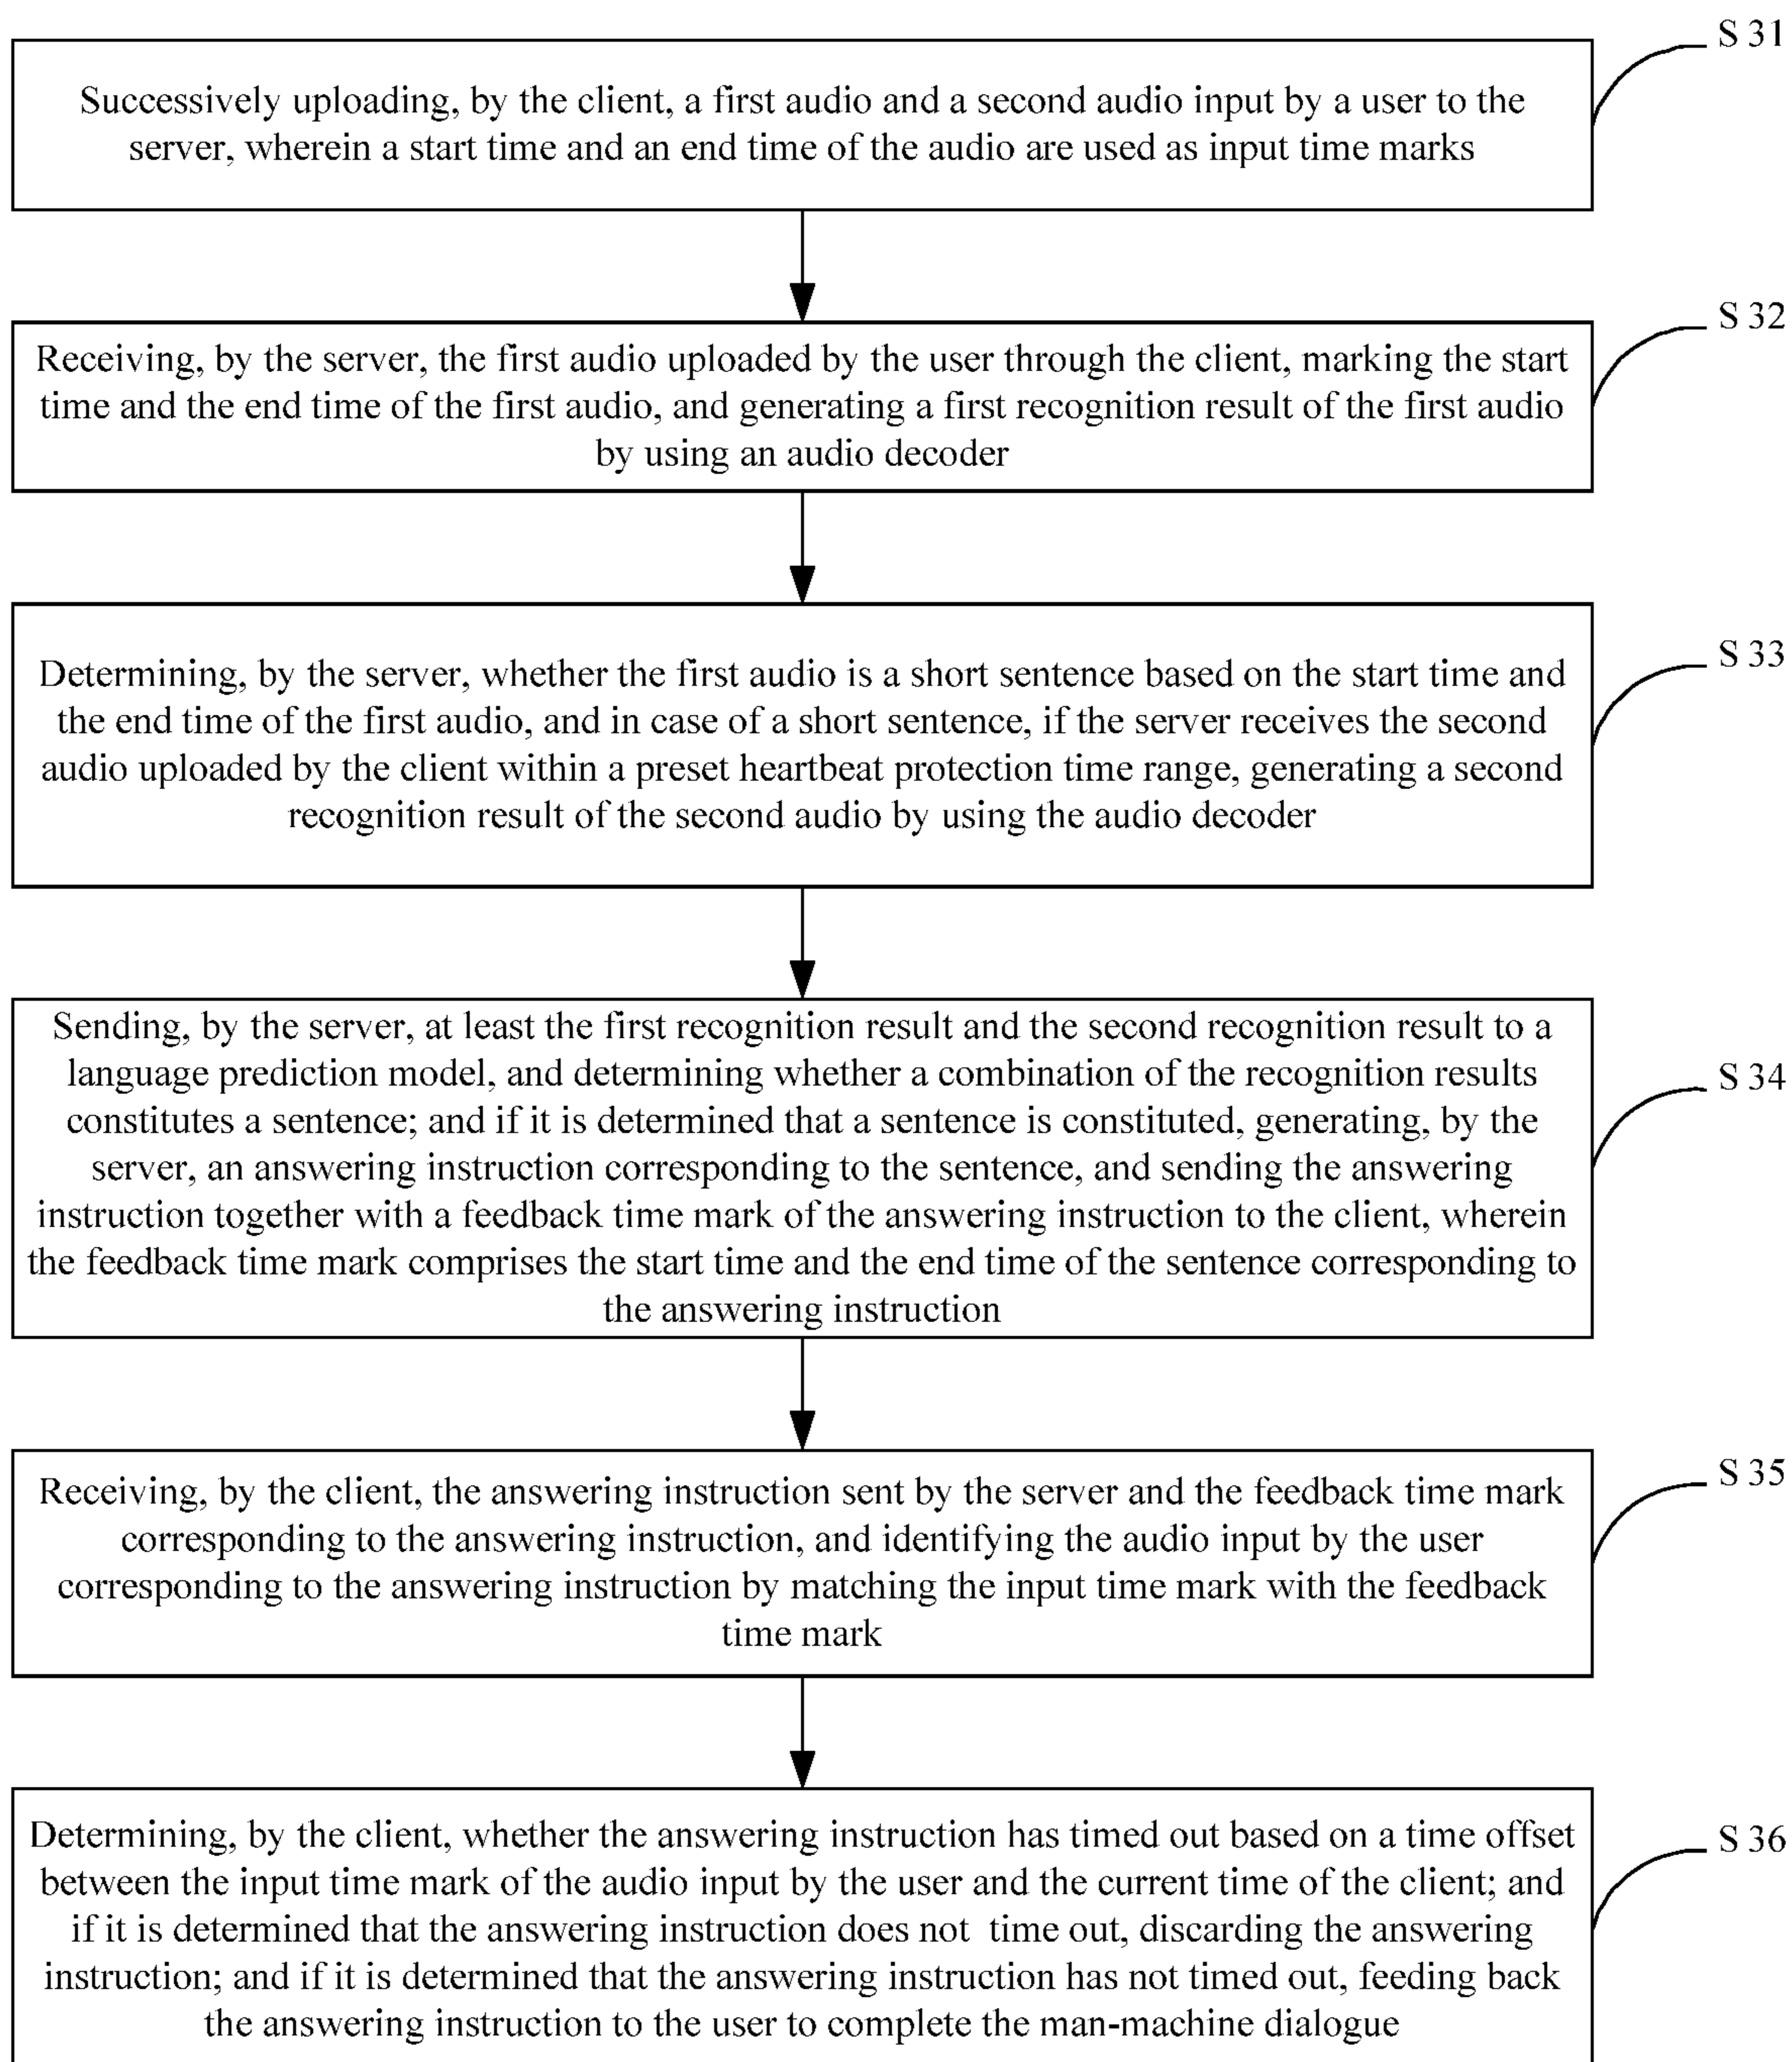 S 31
Successively uploading, by the client, a first audio and a second audio input by a user to the
server, wherein a start time and an end time of the audio are used as input time marks
S 32
Receiving, by the server, the first audio uploaded by the user through the client, marking the start
time and the end time of the first audio, and generating a first recognition result of the first audio
by using an audio decoder
S 33
Determining, by the server, whether the first audio is a short sentence based on the start time and
the end time of the first audio, and in case of a short sentence, if the server receives the second
audio uploaded by the client within a preset heartbeat protection time range, generating a second
recognition result of the second audio by using the audio decoder
S 34
Sending, by the server, at least the first recognition result and the second recognition result to a
language prediction model, and determining whether a combination of the recognition results
constitutes a sentence; and if it is determined that a sentence is constituted, generating, by the
server, an answering instruction corresponding to the sentence, and sending the answering
instruction together with a feedback time mark of the answering instruction to the client, wherein
the feedback time mark comprises the start time and the end time of the sentence corresponding to
the answering instruction
S 35
Receiving, by the client, the answering instruction sent by the server and the feedback time mark
corresponding to the answering instruction, and identifying the audio input by the user
corresponding to the answering instruction by matching the input time mark with the feedback
time mark
S 36
Determining, by the client, whether the answering instruction has timed out based on a time offset
between the input time mark of the audio input by the user and the current time of the client; and
if it is determined that the answering instruction does not time out, discarding the answering
instruction; and if it is determined that the answering instruction has not timed out, feeding back
the answering instruction to the user to complete the man-machine dialogue